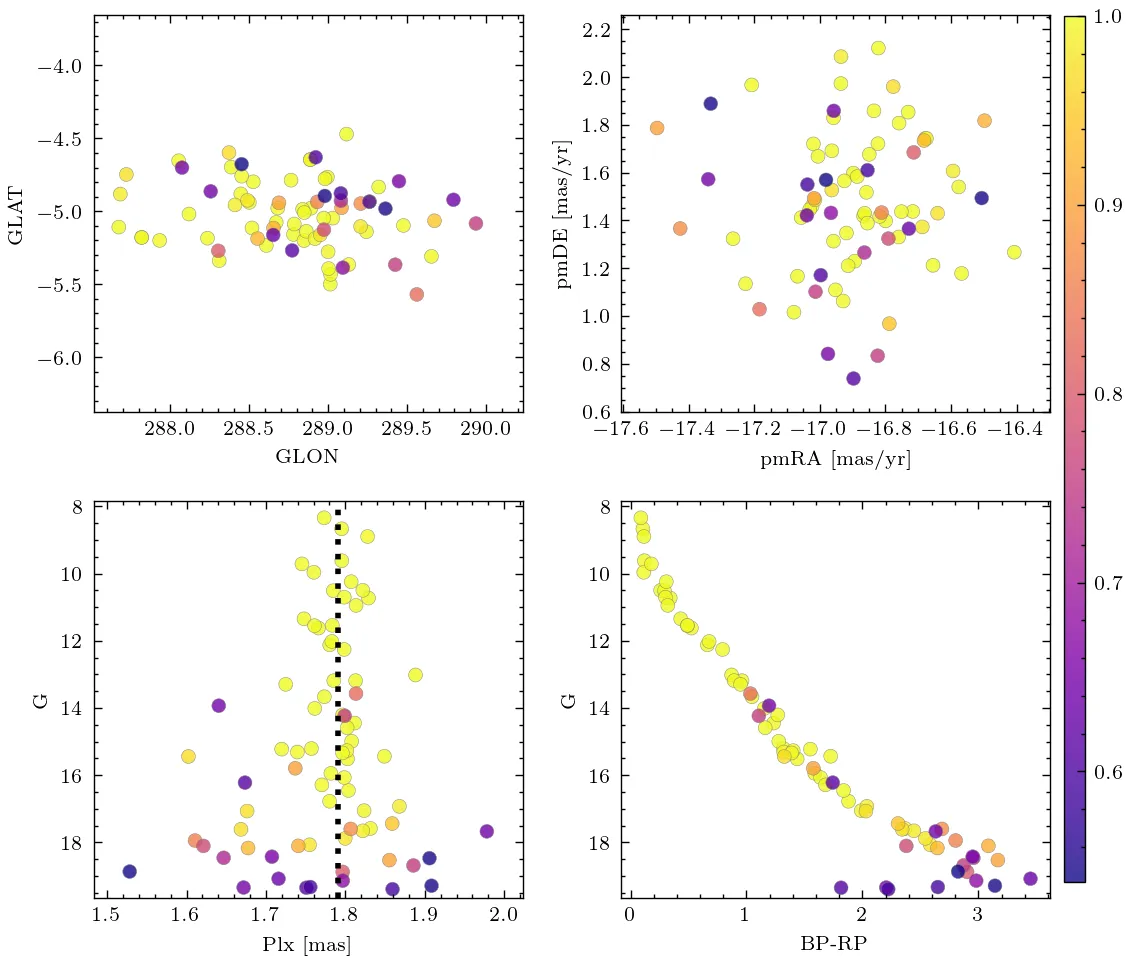 −4.0
−4.5
−5.0
−5.5
−6.0
GLAT
288.0 288.5 289.0 289.5 290.0
GLON
2.2
2.0
1.8
1.6
1.4
1.2
1.0
0.8
0.6
pmDE [mas/yr]
−17.6 −17.4 −17.2 −17.0 −16.8 −16.6 −16.4
pmRA [mas/yr]
8
10
12
14
16
18
G
1.5 1.6 1.7 1.8 1.9 2.0
Plx [mas]
8
10
12
14
16
18
G
0 1 2 3
BP-RP
1.0
0.9
0.8
0.7
0.6